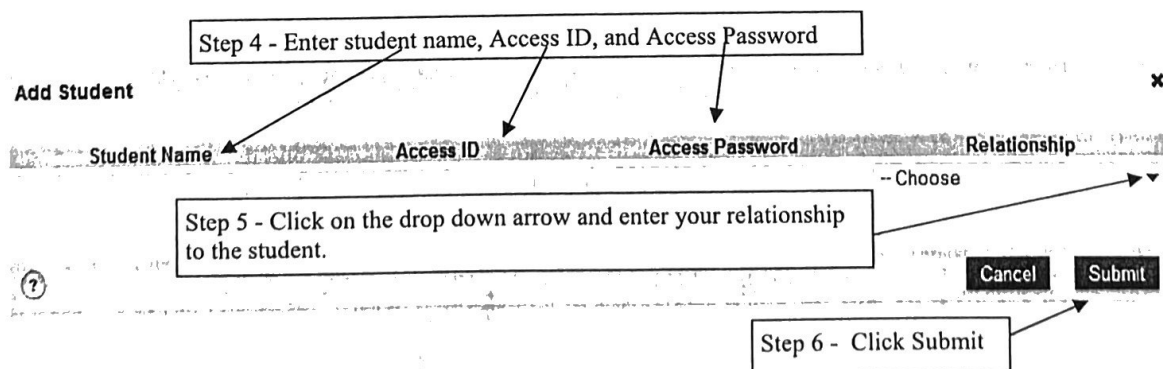 Step 4 - Enter student name, Access ID, and Access Password
Add Student
Student Name Access ID Access Password Relationship
-- Choose
Step 5 - Click on the drop down arrow and enter your relationship
to the student.
?
Cancel Submit
Step 6 - Click Submit